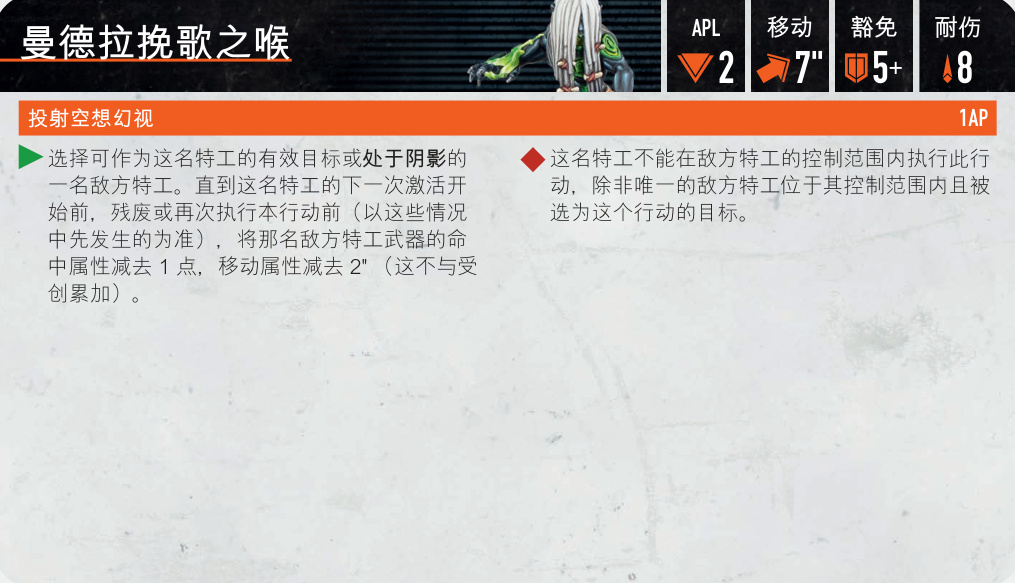 曼德拉挽歌之喉
APL 移动 豁免 耐伤
2 7" 5+ 8
投射空想幻视 1AP
选择可作为这名特工的有效目标或处于阴影的
一名敌方特工。直到这名特工的下一次激活开
始前，残废或再次执行本行动前（以这些情况
中先发生的为准），将那名敌方特工武器的命
中属性减去 1 点，移动属性减去 2"（这不与受
创累加）。
这名特工不能在敌方特工的控制范围内执行此行
动，除非唯一的敌方特工位于其控制范围内且被
选为这个行动的目标。